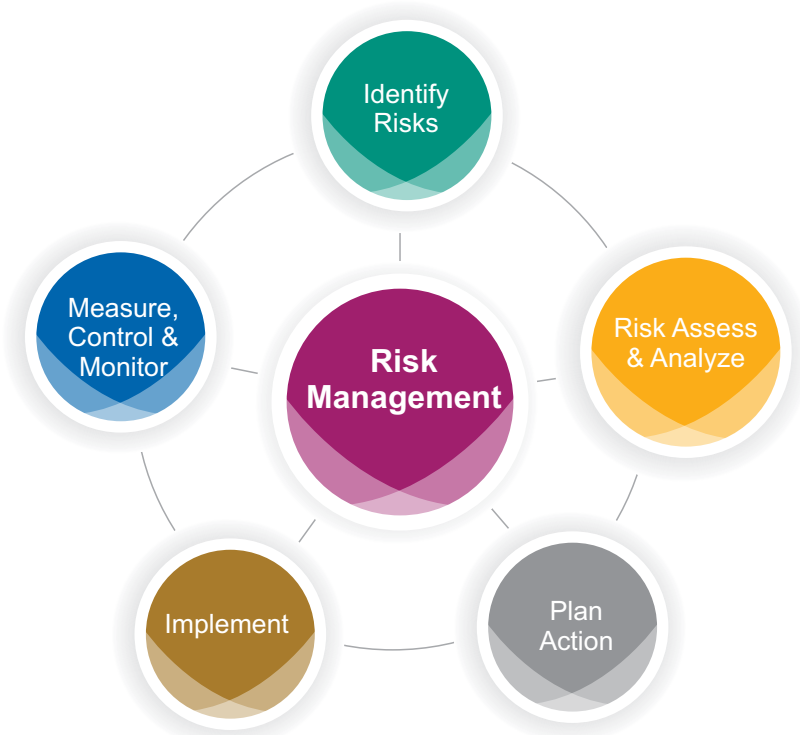 Identify
Risks
Risk Assess
& Analyze
Plan
Action
Implement
Measure,
Control &
Monitor
Risk
Management